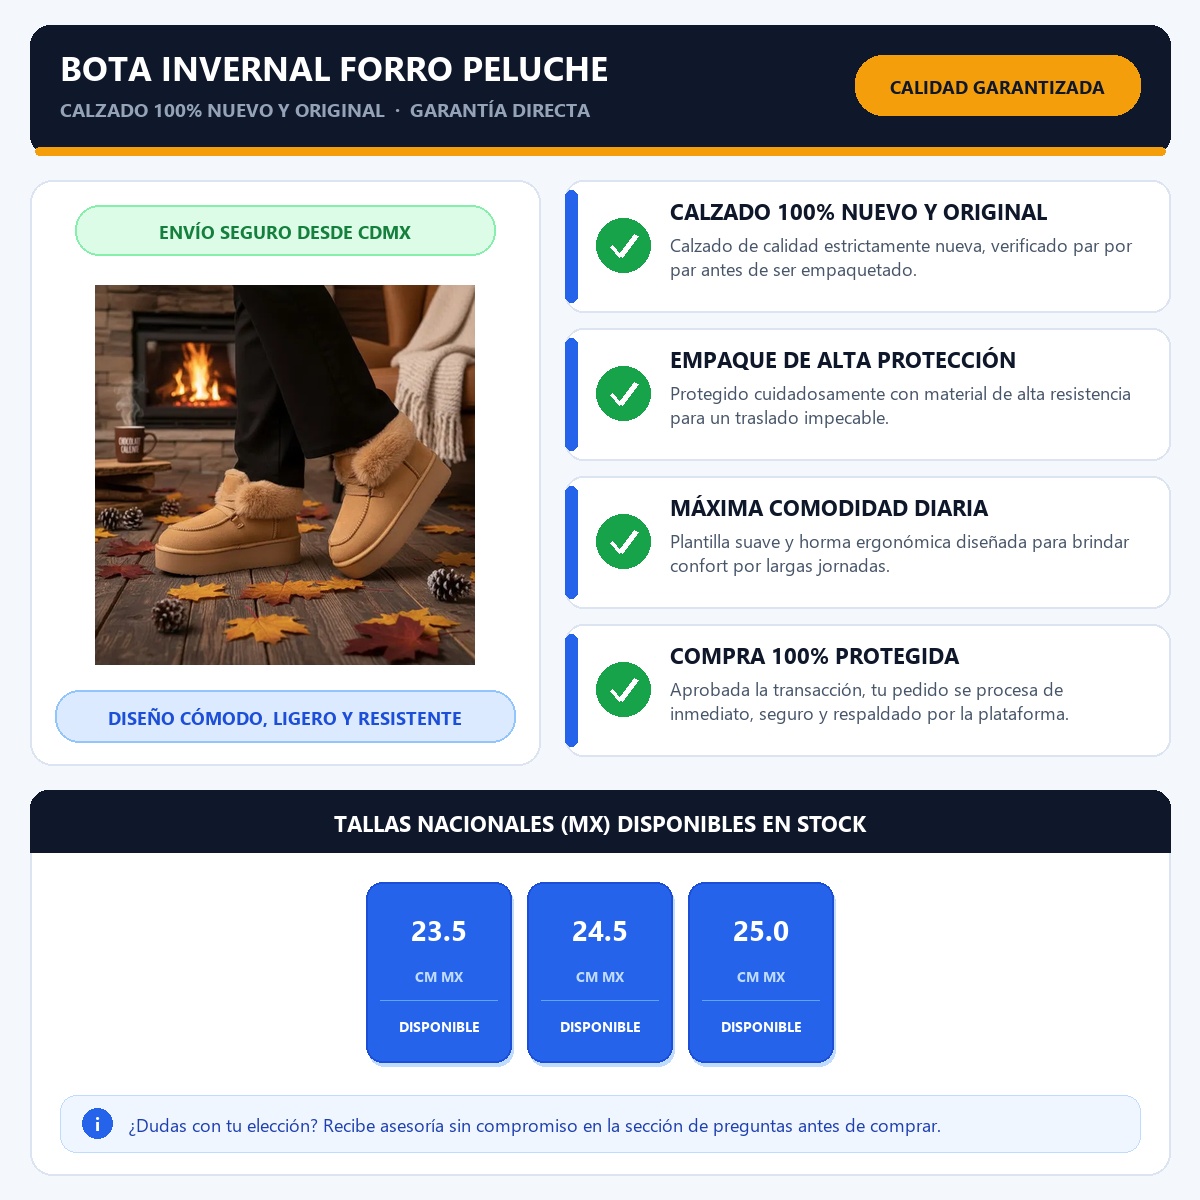 BOTA INVERNAL FORRO PELUCHE
CALZADO 100% NUEVO Y ORIGINAL · GARANTÍA DIRECTA
CALIDAD GARANTIZADA
ENVÍO SEGURO DESDE CDMX
CHOCOLATE
CALIENTE
DISEÑO CÓMODO, LIGERO Y RESISTENTE
CALZADO 100% NUEVO Y ORIGINAL
Calzado de calidad estrictamente nueva, verificado par por
par antes de ser empaquetado.
EMPAQUE DE ALTA PROTECCIÓN
Protegido cuidadosamente con material de alta resistencia
para un traslado impecable.
MÁXIMA COMODIDAD DIARIA
Plantilla suave y horma ergonómica diseñada para brindar
confort por largas jornadas.
COMPRA 100% PROTEGIDA
Aprobada la transacción, tu pedido se procesa de
inmediato, seguro y respaldado por la plataforma.
TALLAS NACIONALES (MX) DISPONIBLES EN STOCK
23.5
CM MX
DISPONIBLE
24.5
CM MX
DISPONIBLE
25.0
CM MX
DISPONIBLE
¿Dudas con tu elección? Recibe asesoría sin compromiso en la sección de preguntas antes de comprar.